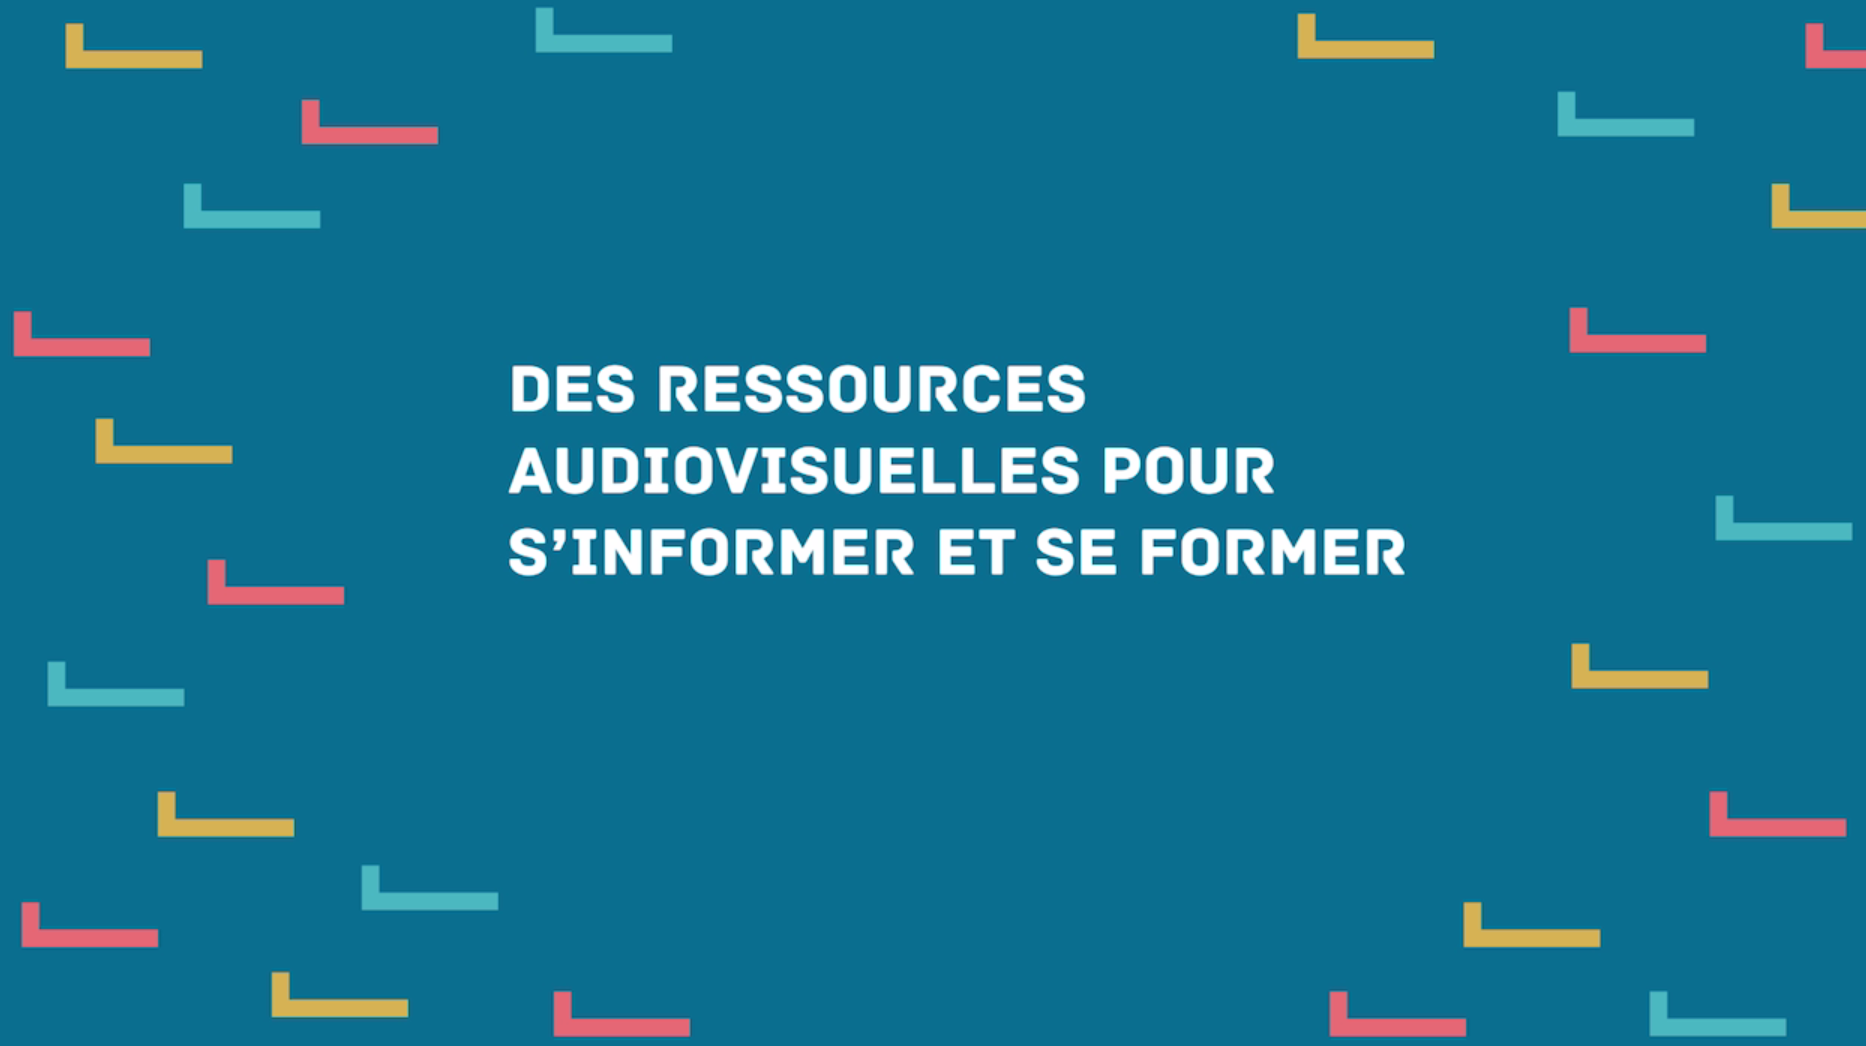 DES RESSOURCES
AUDIOVISUELLES POUR
S’INFORMER ET SE FORMER